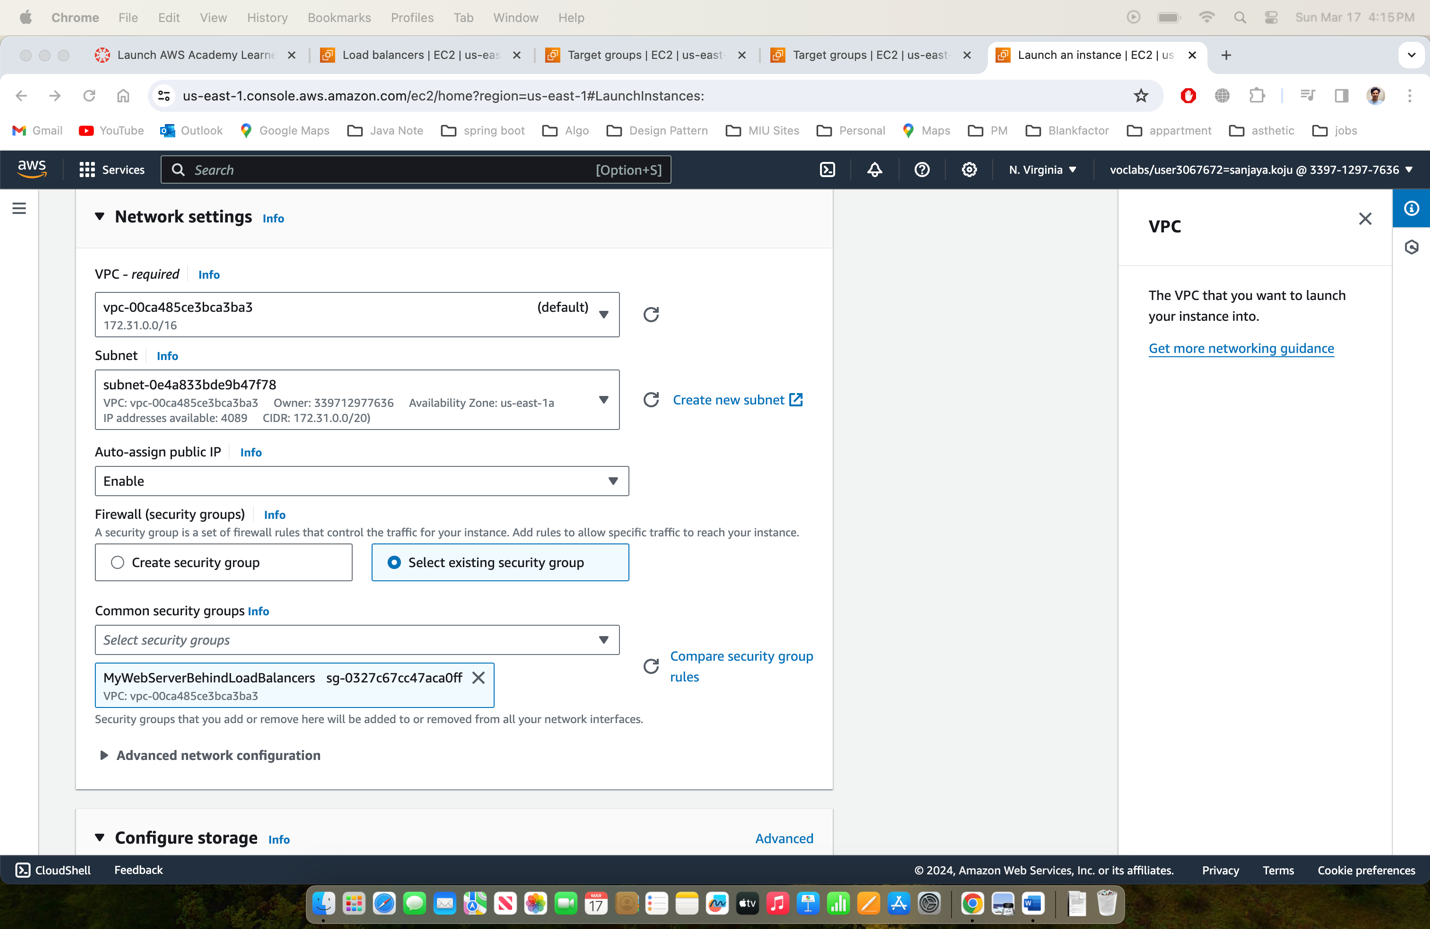 Chrome File Edit View History Bookmarks Profiles Tab Window Help Sun Mar 17 4:15PM
Launch AWS Academy Learne Load balancers | EC2 | us-eas Target groups | EC2 | us-east- Target groups | EC2 | us-east- Launch an instance | EC2 | us
us-east-1.console.aws.amazon.com/ec2/home?region=us-east-1#LaunchInstances:
Gmail YouTube Outlook Google Maps Java Note spring boot Algo Design Pattern MIU Sites Personal Maps PM Blankfactor appartment asthetic jobs
aws Services Search [Option+S] N. Virginia voclabs/user3067672=sanjaya.koju @ 3397-1297-7636
Network settings Info
VPC - required Info
vpc-00ca485ce3bca3ba3 (default)
172.31.0.0/16
Subnet Info
subnet-0e4a833bde9b47f78
VPC: vpc-00ca485ce3bca3ba3 Owner: 339712977636 Availability Zone: us-east-1a
IP addresses available: 4089 CIDR: 172.31.0.0/20)
Create new subnet
Auto-assign public IP Info
Enable
Firewall (security groups) Info
A security group is a set of firewall rules that control the traffic for your instance. Add rules to allow specific traffic to reach your instance.
Create security group Select existing security group
Common security groups Info
Select security groups
MyWebServerBehindLoadBalancers sg-0327c67cc47aca0ff
VPC: vpc-00ca485ce3bca3ba3
Compare security group
rules
Security groups that you add or remove here will be added to or removed from all your network interfaces.
Advanced network configuration
Configure storage Info Advanced
VPC
The VPC that you want to launch
your instance into.
Get more networking guidance
CloudShell Feedback © 2024, Amazon Web Services, Inc. or its affiliates. Privacy Terms Cookie preferences
MAR
17
tv
W